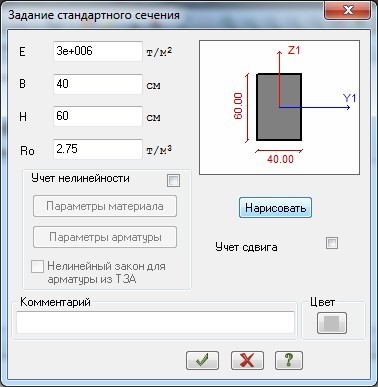 Задание стандартного сечения
E 3e+006 т/м²
B 40 см
H 60 см
Ro 2.75 т/м³
Z1
Y1
60.00
40.00
Учет нелинейности
Параметры материала
Параметры арматуры
Нелинейный закон для
арматуры из ТЗА
Нарисовать
Учет сдвига
Комментарий
Цвет
?